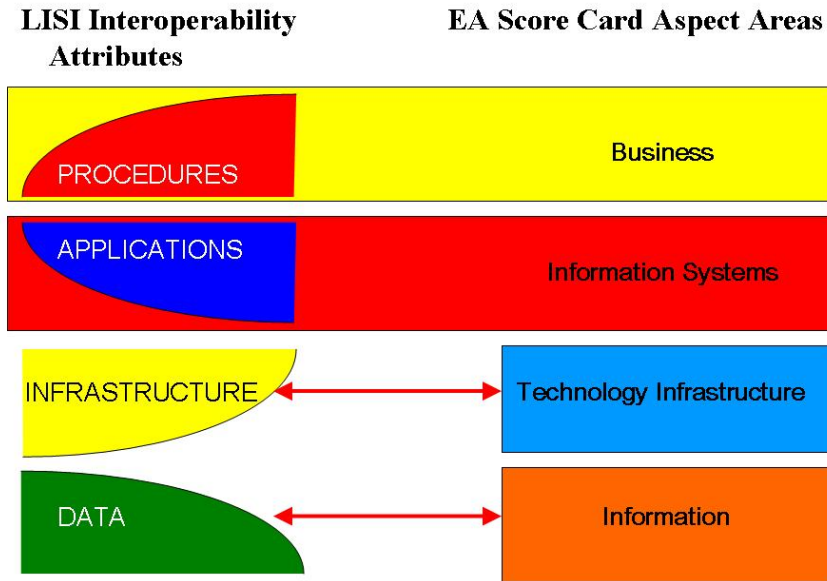 LISI Interoperability
Attributes
EA Score Card Aspect Areas
PROCEDURES
Business
APPLICATIONS
Information Systems
INFRASTRUCTURE
Technology Infrastructure
DATA
Information